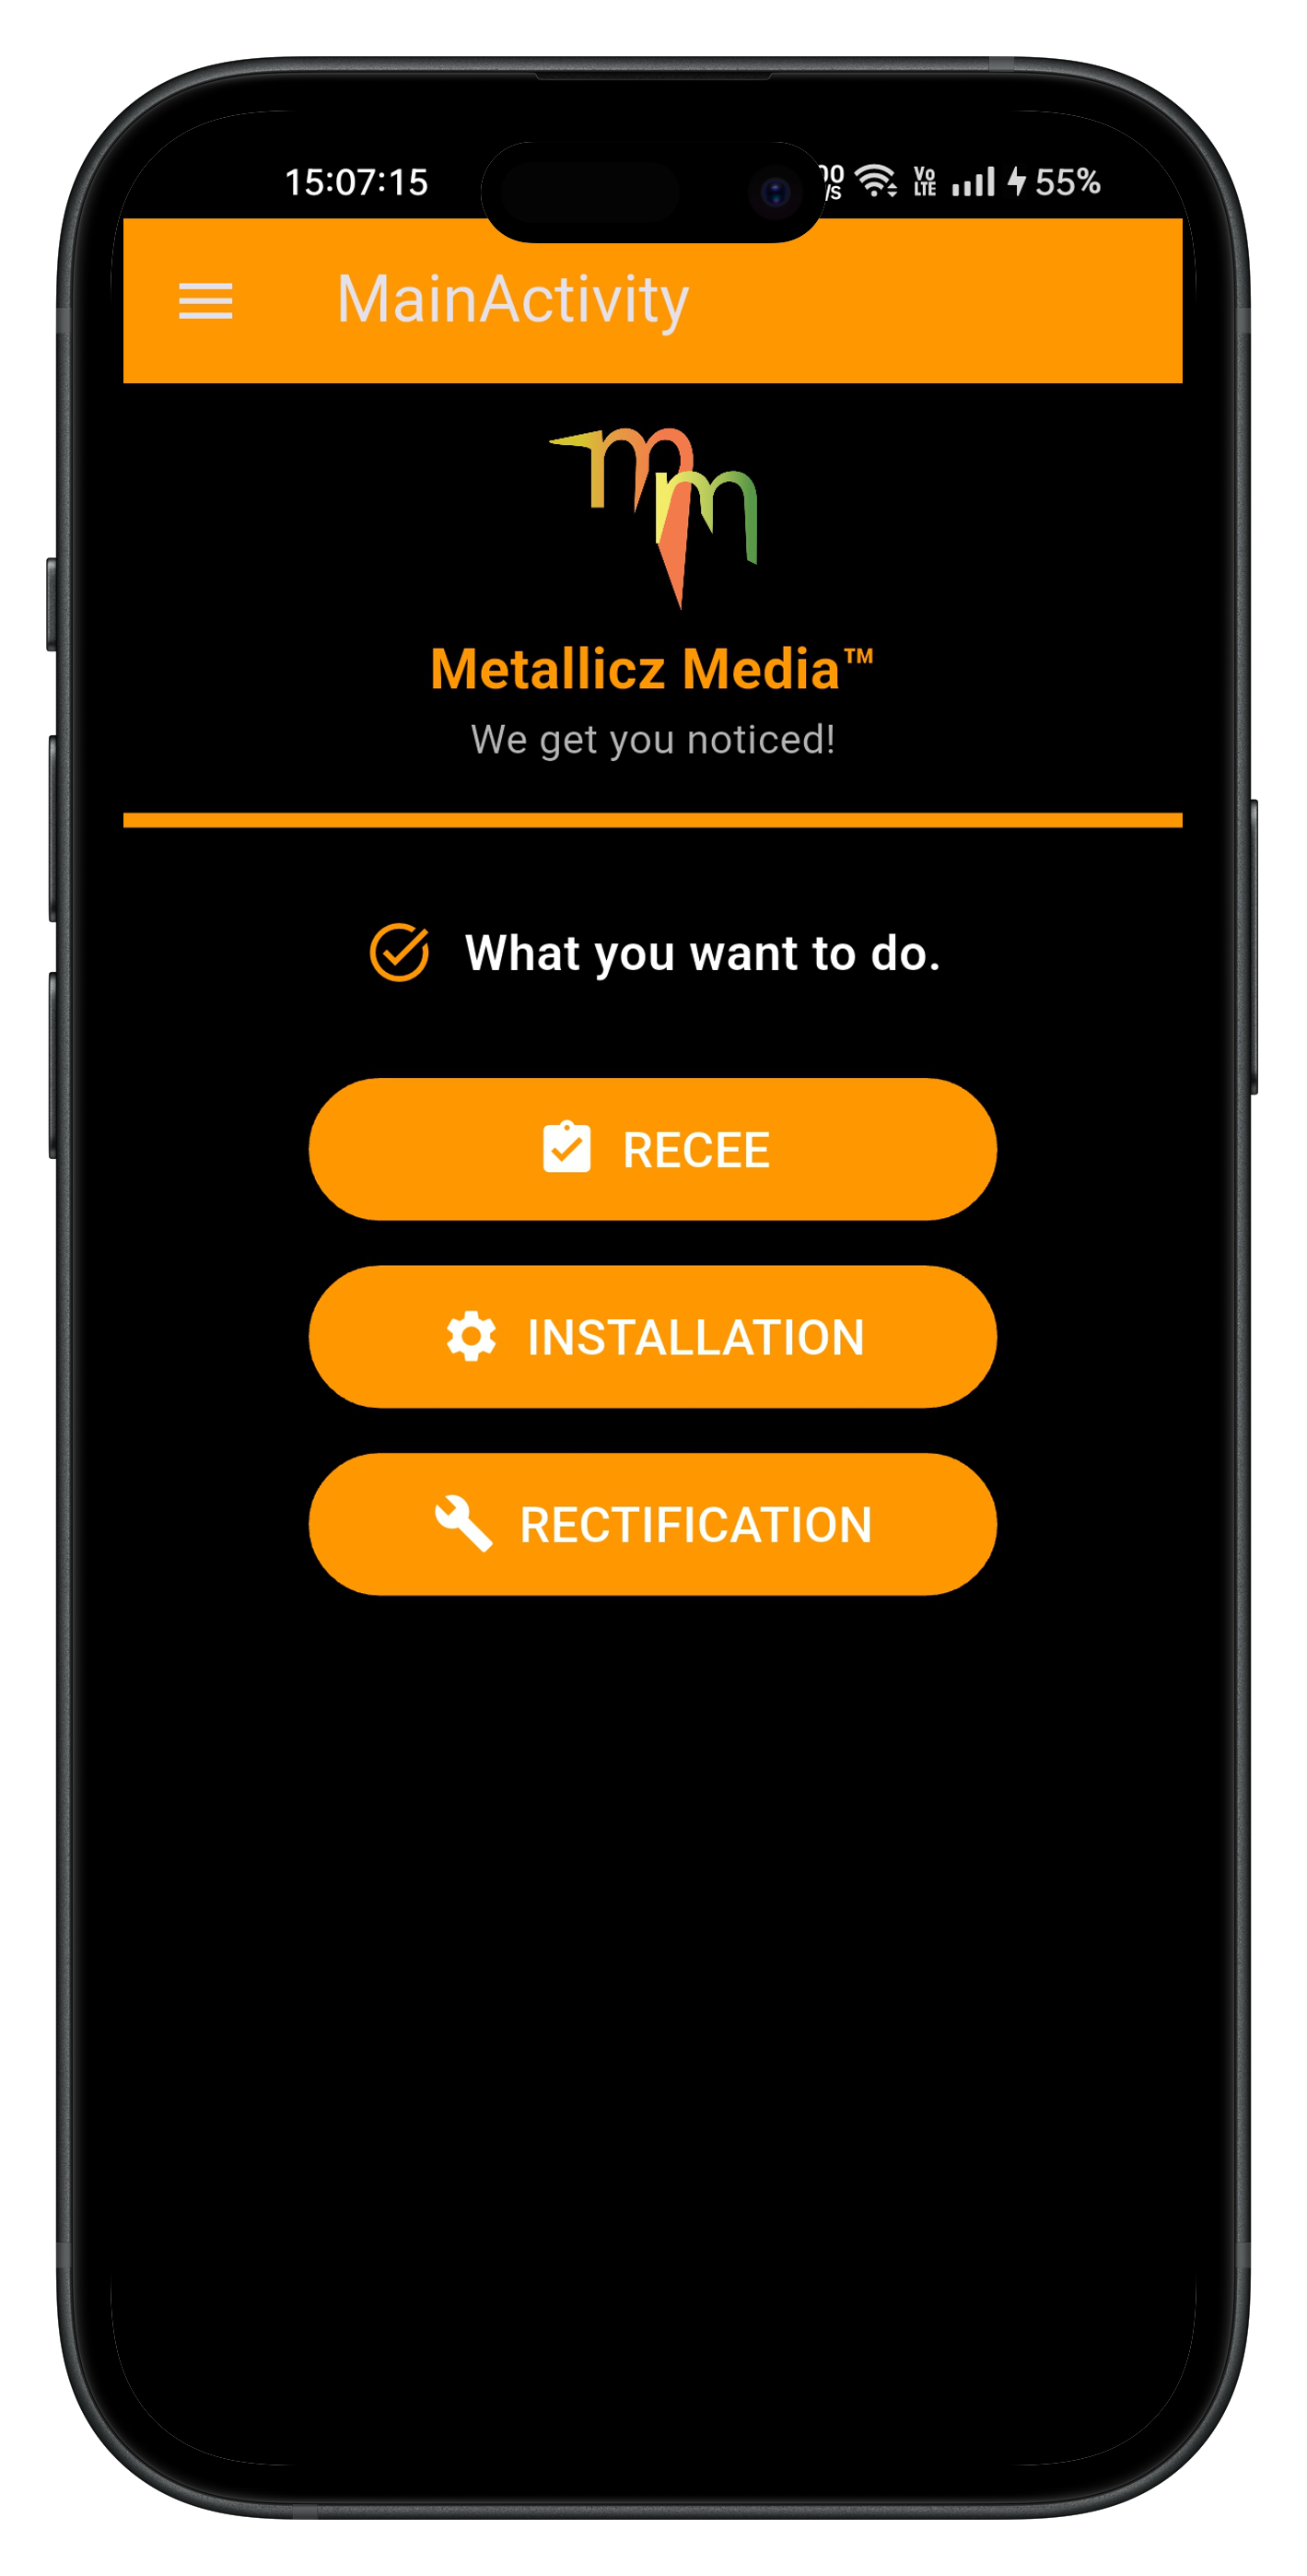 15:07:15
Vo
LTE
55%
MainActivity
mm
Metallicz Media™
We get you noticed!
What you want to do.
RECEE
INSTALLATION
RECTIFICATION